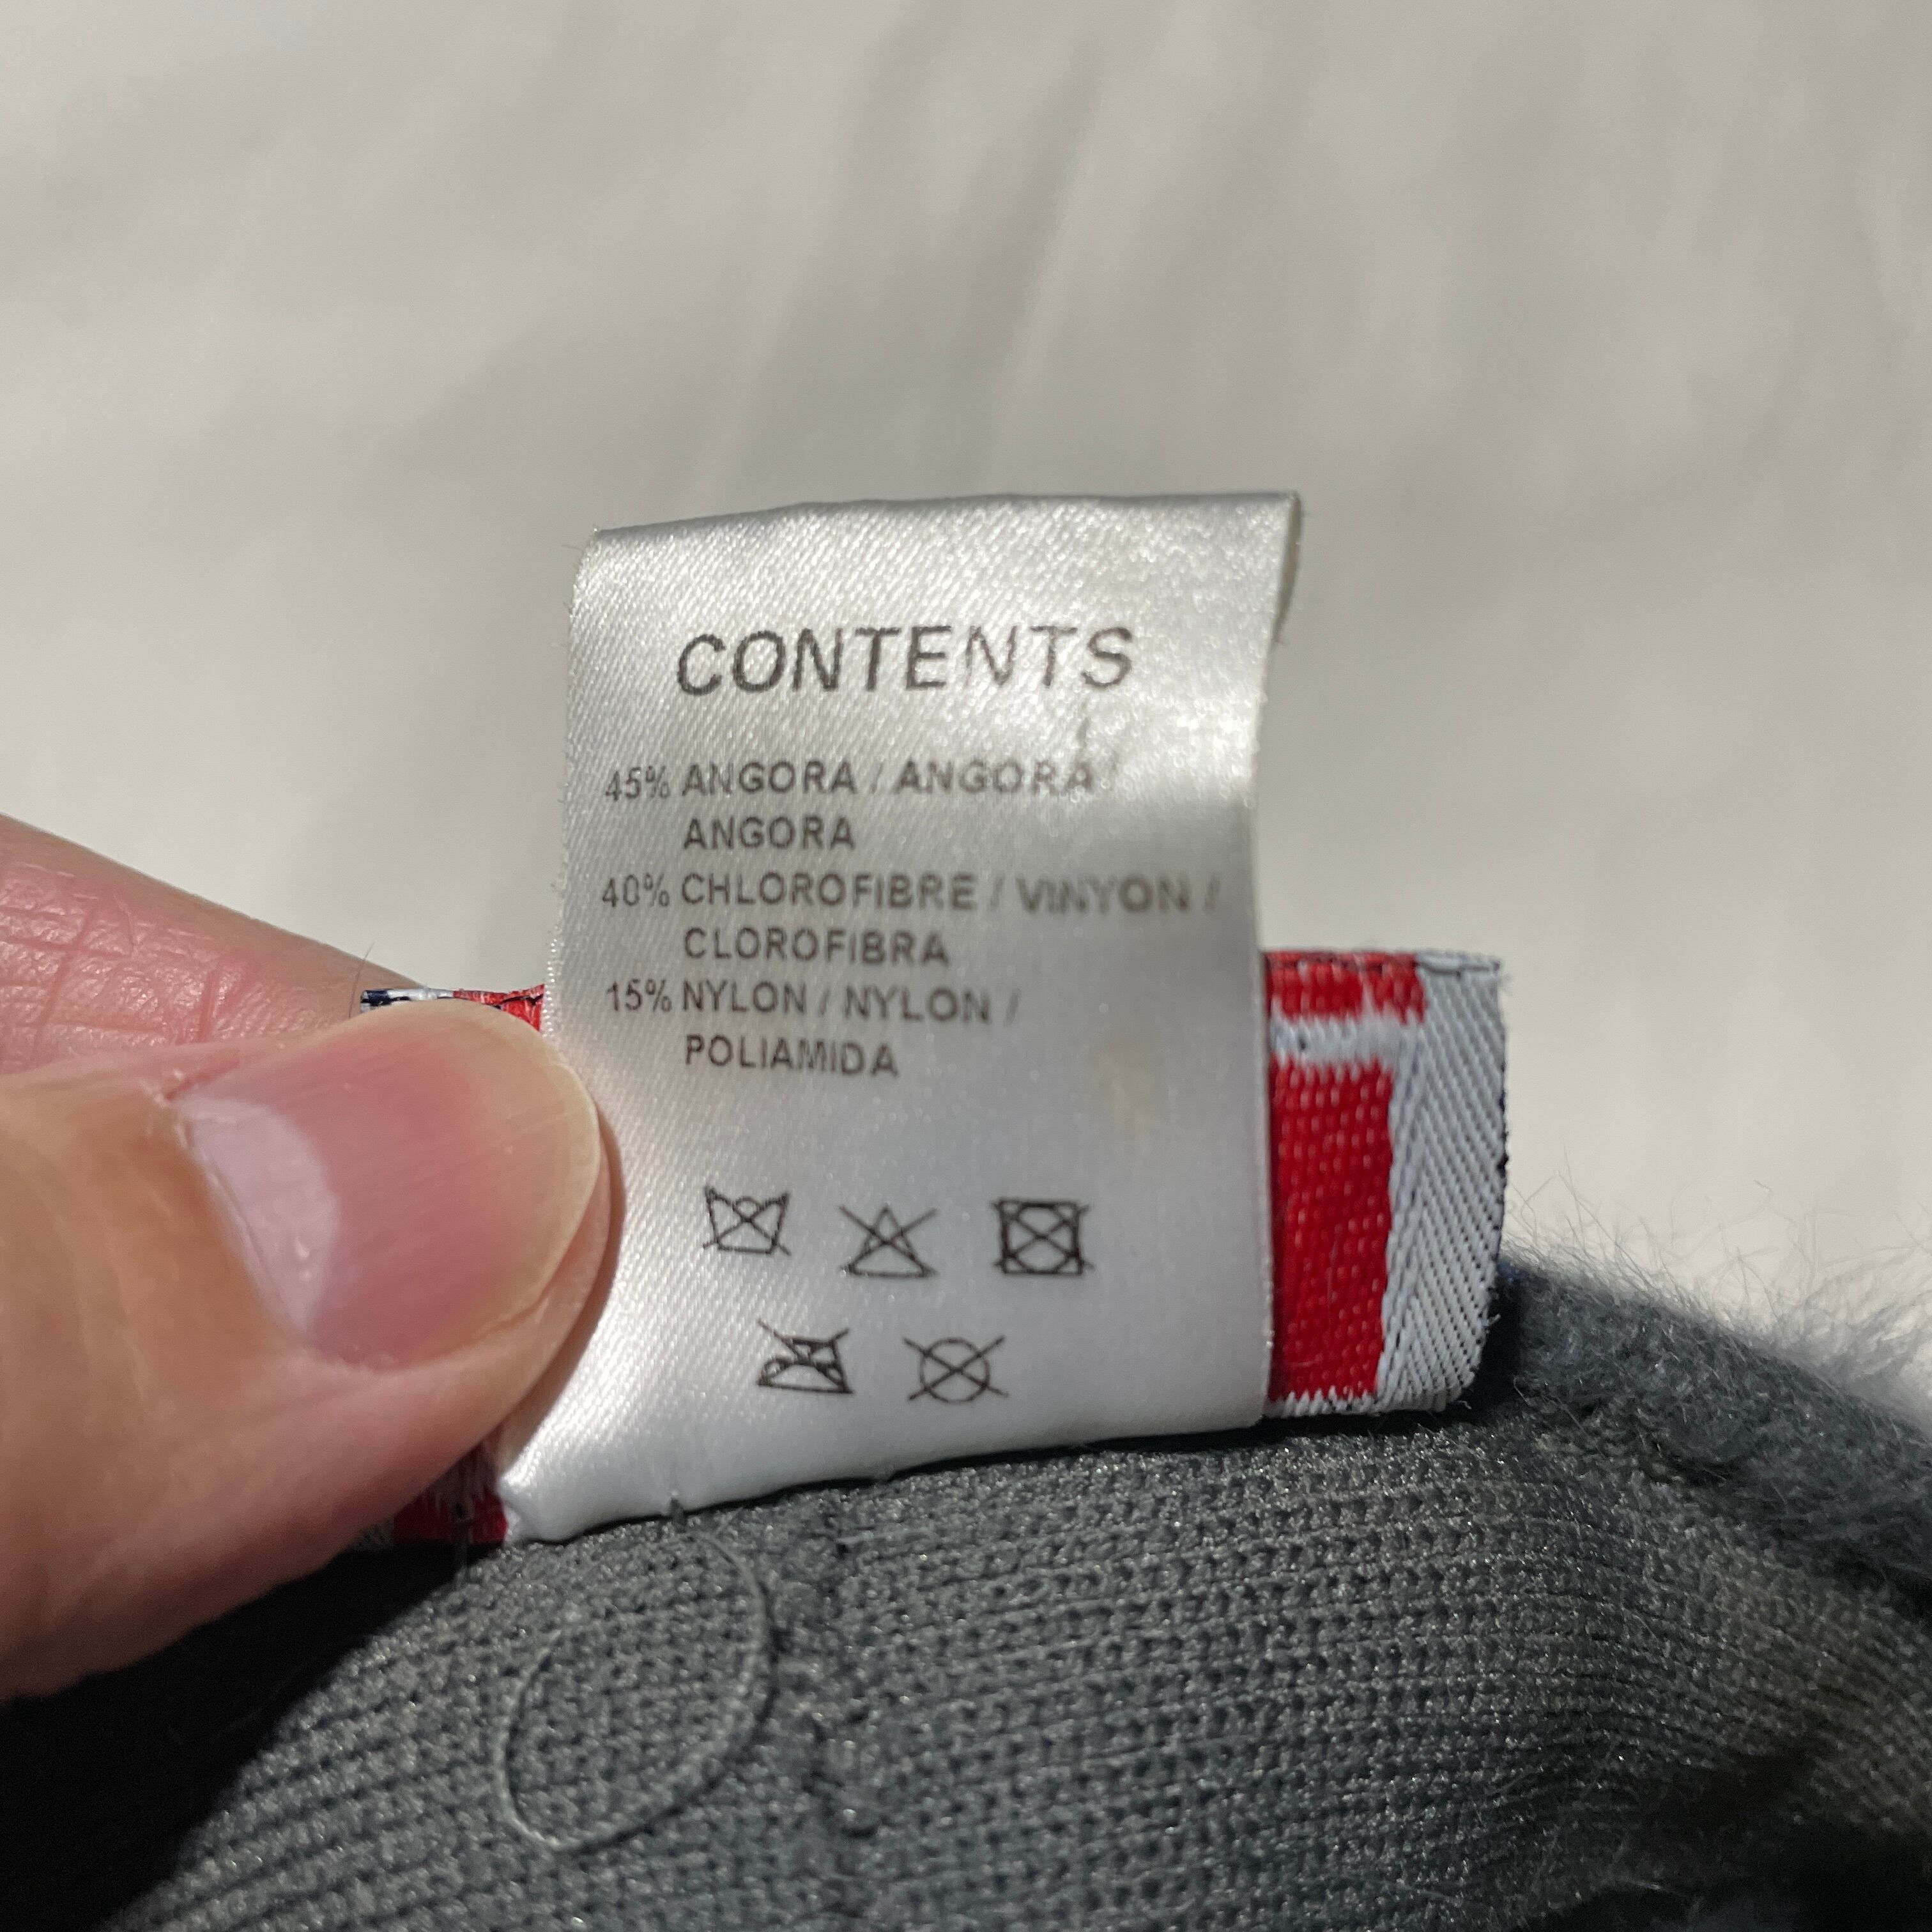 CONTENTS
45% ANGORA / ANGORA /
ANGORA
40% CHLOROFIBRE / VINYON /
CLOROFIBRA
15% NYLON / NYLON /
POLIAMIDA